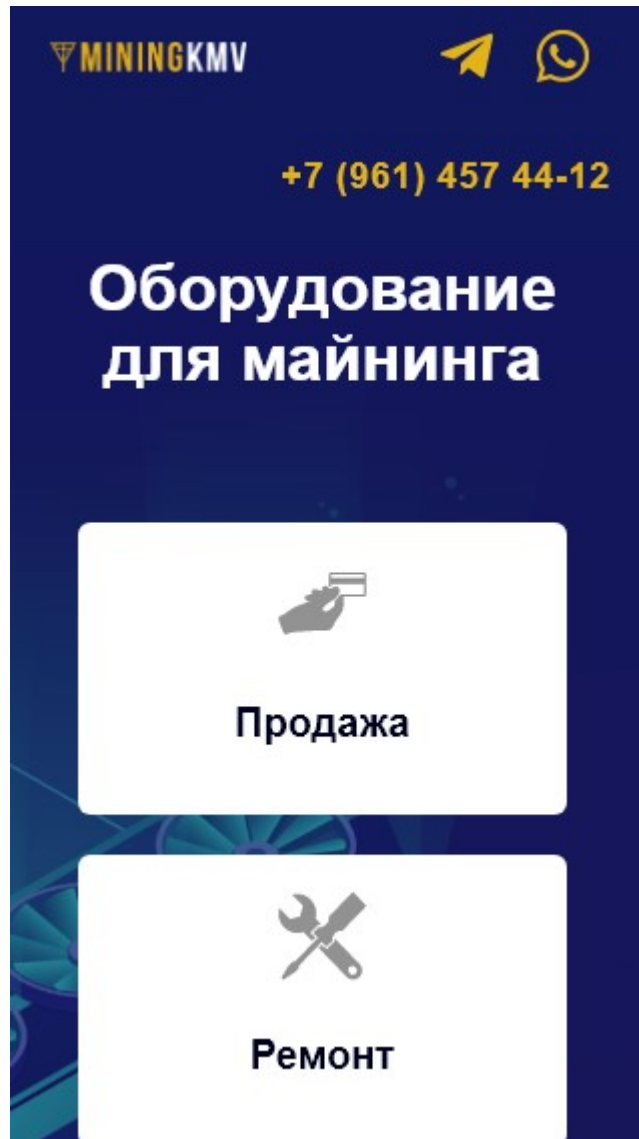 MININGKMV
+7 (961) 457 44-12
Оборудование
для майнинга
Продажа
Ремонт